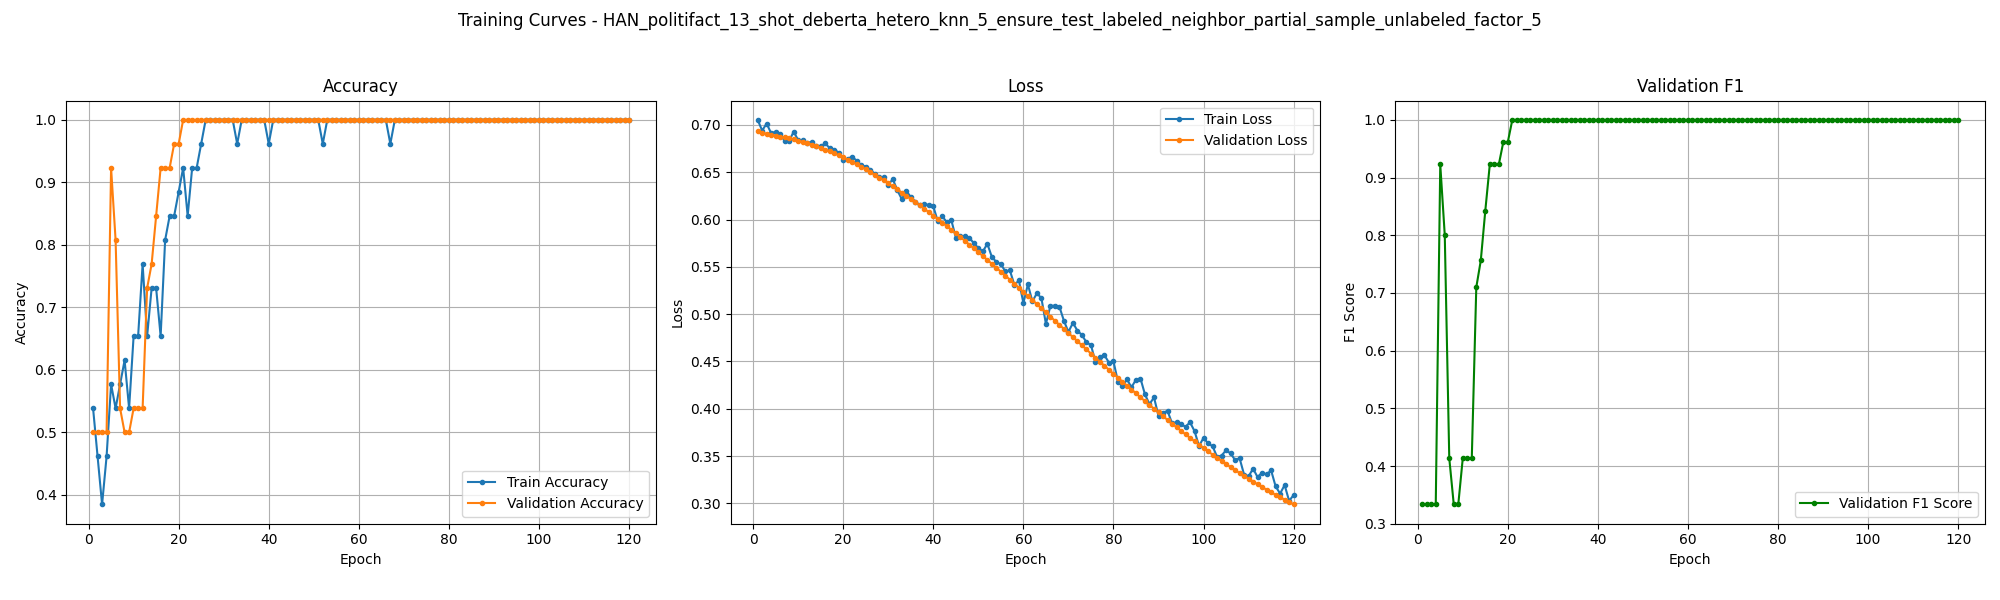 Training Curves - HAN_politifact_13_shot_deberta_hetero_knn_5_ensure_test_labeled_neighbor_partial_sample_unlabeled_factor_5
Accuracy
Accuracy
1.0
0.9
0.8
0.7
0.6
0.5
0.4
0 20 40 60 80 100 120
Epoch
Train Accuracy
Validation Accuracy
Loss
Loss
0.70
0.65
0.60
0.55
0.50
0.45
0.40
0.35
0.30
0 20 40 60 80 100 120
Epoch
Train Loss
Validation Loss
Validation F1
F1 Score
1.0
0.9
0.8
0.7
0.6
0.5
0.4
0.3
0 20 40 60 80 100 120
Epoch
Validation F1 Score